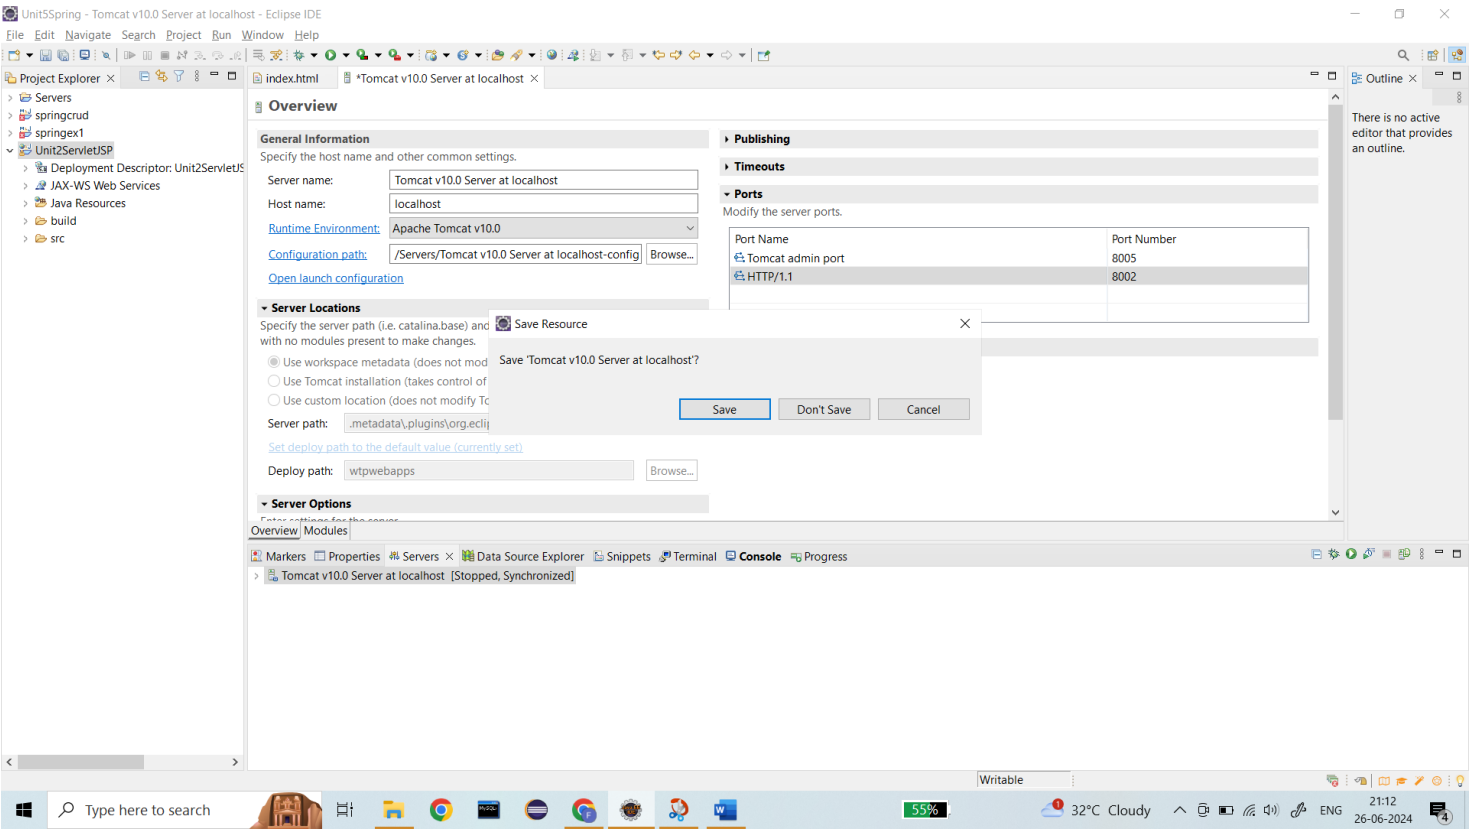 Unit5Spring - Tomcat v10.0 Server at localhost - Eclipse IDE
File Edit Navigate Search Project Run Window Help
Project Explorer
index.html
*Tomcat v10.0 Server at localhost
Outline
Servers
springcrud
springex1
Unit2ServletJSP
Deployment Descriptor: Unit2ServletJS
JAX-WS Web Services
Java Resources
build
src
Overview
General Information
Specify the host name and other common settings.
Server name: Tomcat v10.0 Server at localhost
Host name: localhost
Runtime Environment: Apache Tomcat v10.0
Configuration path: /Servers/Tomcat v10.0 Server at localhost-config Browse...
Open launch configuration
Server Locations
Specify the server path (i.e. catalina.base) and
with no modules present to make changes.
Use workspace metadata (does not mod
Use Tomcat installation (takes control of
Use custom location (does not modify To
Server path: .metadata\.plugins\org.eclip
Set deploy path to the default value (currently set)
Deploy path: wtpwebapps Browse...
Server Options
Enter settings for the server.
Publishing
Timeouts
Ports
Modify the server ports.
Port Name Port Number
Tomcat admin port 8005
HTTP/1.1 8002
Save Resource
Save 'Tomcat v10.0 Server at localhost'?
Save Don't Save Cancel
There is no active
editor that provides
an outline.
Overview Modules
Markers Properties Servers Data Source Explorer Snippets Terminal Console Progress
Tomcat v10.0 Server at localhost [Stopped, Synchronized]
Writable
Type here to search
MySQL
55%
1
32°C Cloudy
ENG
21:12
26-06-2024
4